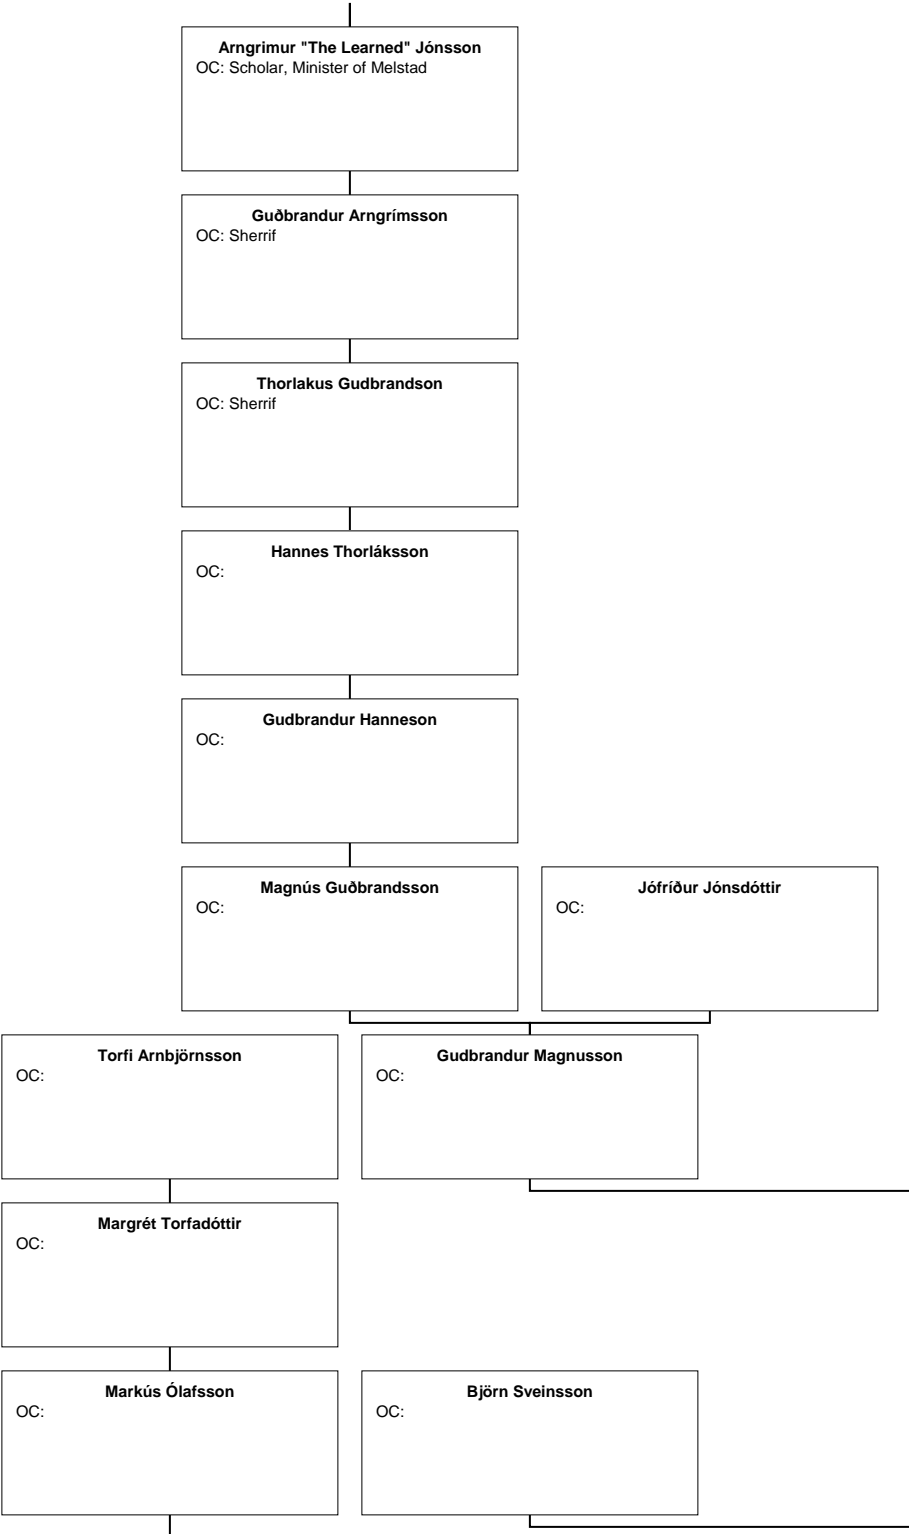 Arngrimur "The Learned" Jónsson
OC: Scholar, Minister of Melstad
Guðbrandur Arngrímsson
OC: Sherrif
Thorlakus Gudbrandson
OC: Sherrif
Hannes Thorláksson
OC:
Gudbrandur Hanneson
OC:
Magnús Guðbrandsson
OC:
Jófríður Jónsdóttir
OC:
Torfi Arnbjörnsson
OC:
Gudbrandur Magnusson
OC:
Margrét Torfadóttir
OC:
Markús Ólafsson
OC:
Björn Sveinsson
OC: